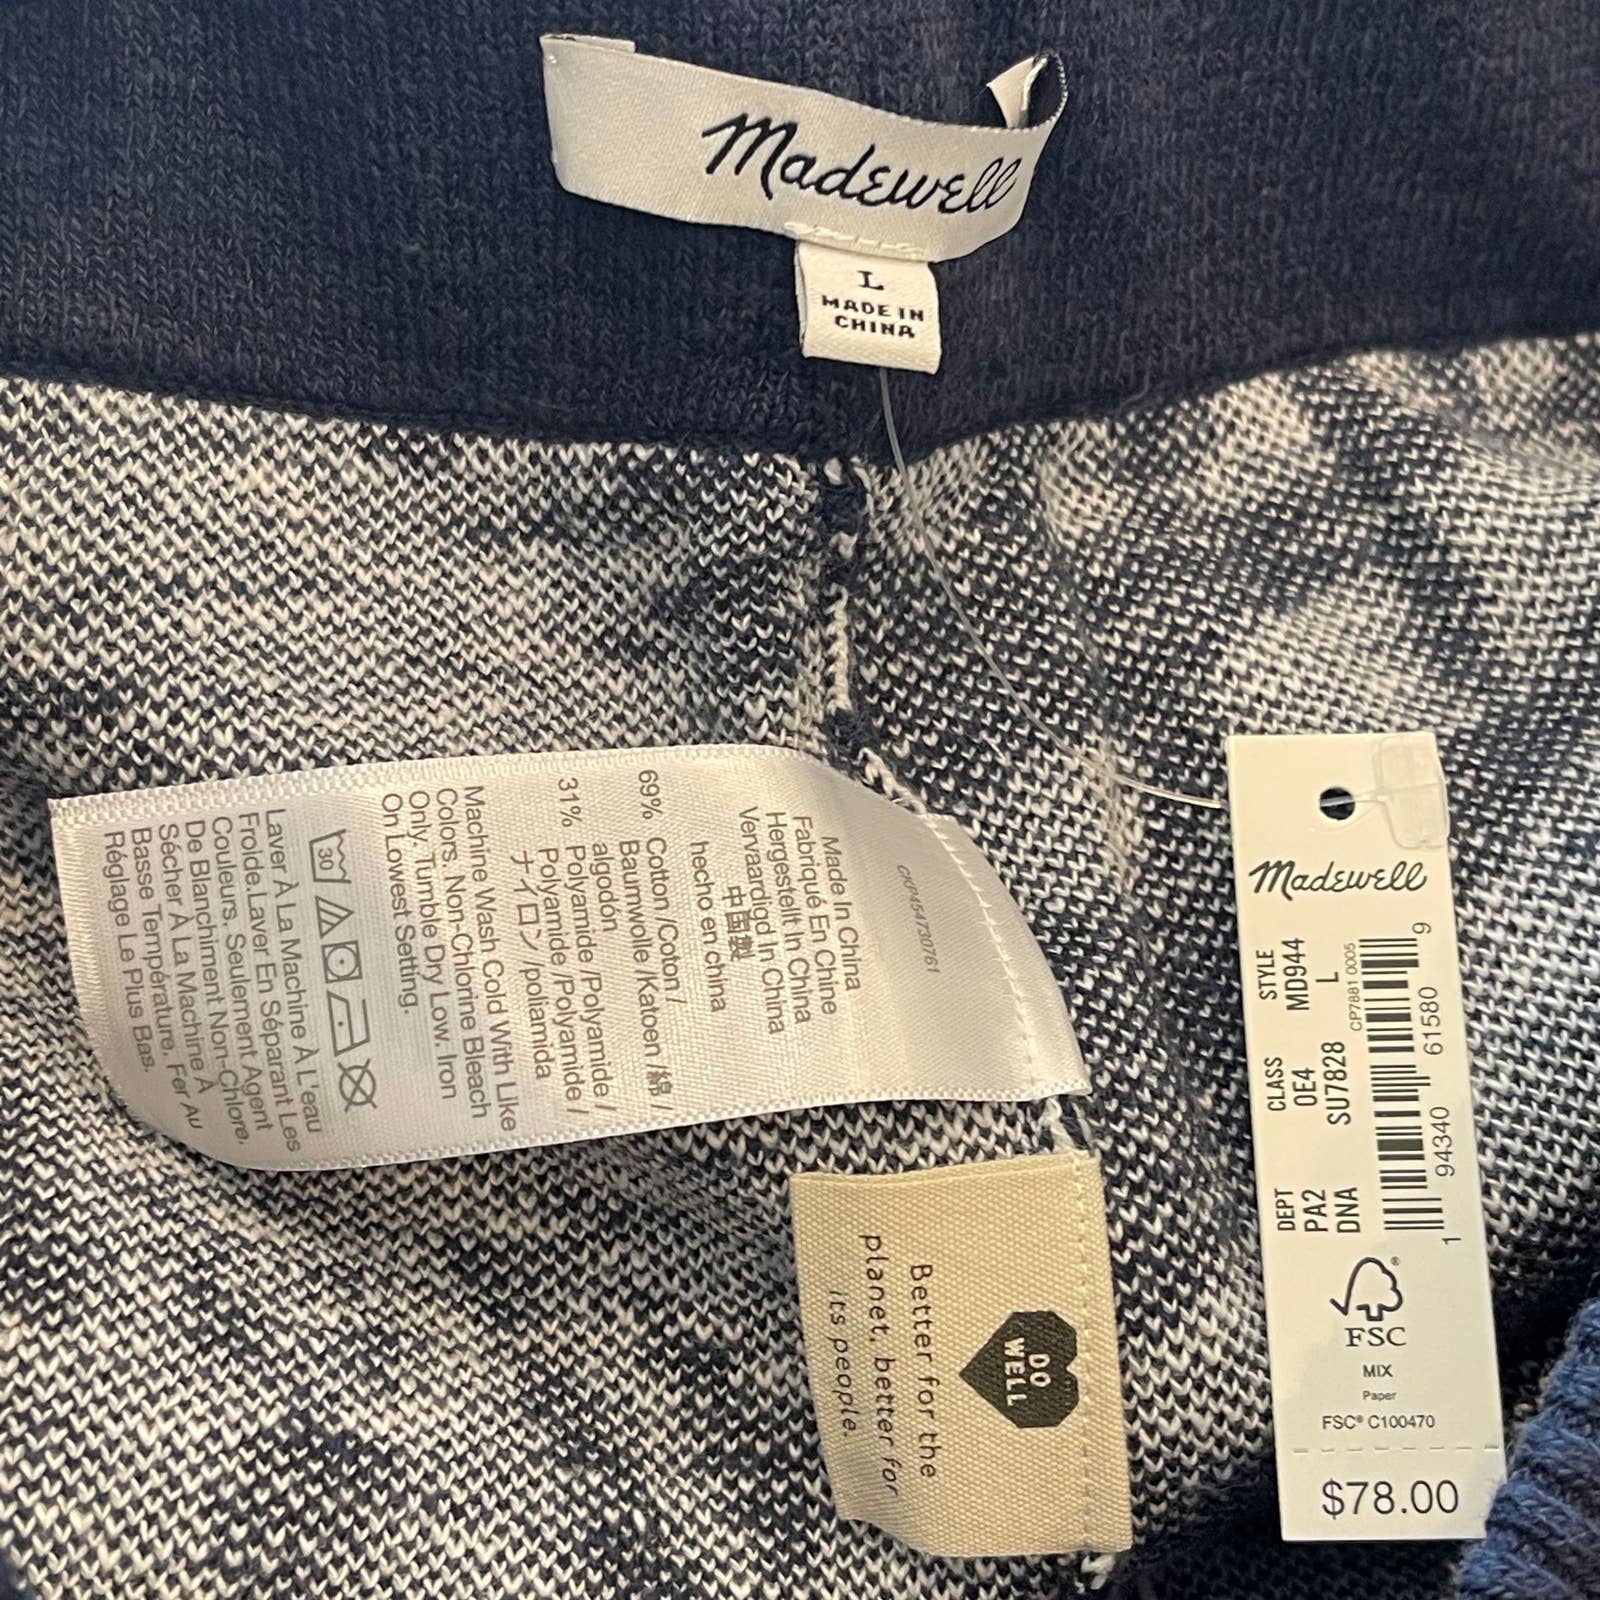 Madewell
L
MADE IN
CHINA
CKP454730761
Made In China
Fabriqué En Chine
Hergestellt In China
Vervaardigd In China
中国製
hecho en china
69% Cotton /Coton /
Baumwolle /Katoen /綿 /
algodón
31% Polyamide /Polyamide /
Polyamide /Polyamide /
ナイロン /poliamida
Machine Wash Cold With Like
Colors. Non-Chlorine Bleach
Only. Tumble Dry Low. Iron
On Lowest Setting.
30
Laver À La Machine À L'eau
Froide.Laver En Séparant Les
Couleurs, Seulement Agent
De Blanchiment Non-Chlore.
Sécher À La Machine À
Basse Température. Fer Au
Réglage Le Plus Bas.
DO
WELL
Better for the
planet, better for
its people.
Madewell
DEPT CLASS STYLE
PA2 OE4 MD944
DNA SU7828 L
CP7881 0005
1 94340 61580 9
FSC®
MIX
Paper
FSC® C100470
$78.00